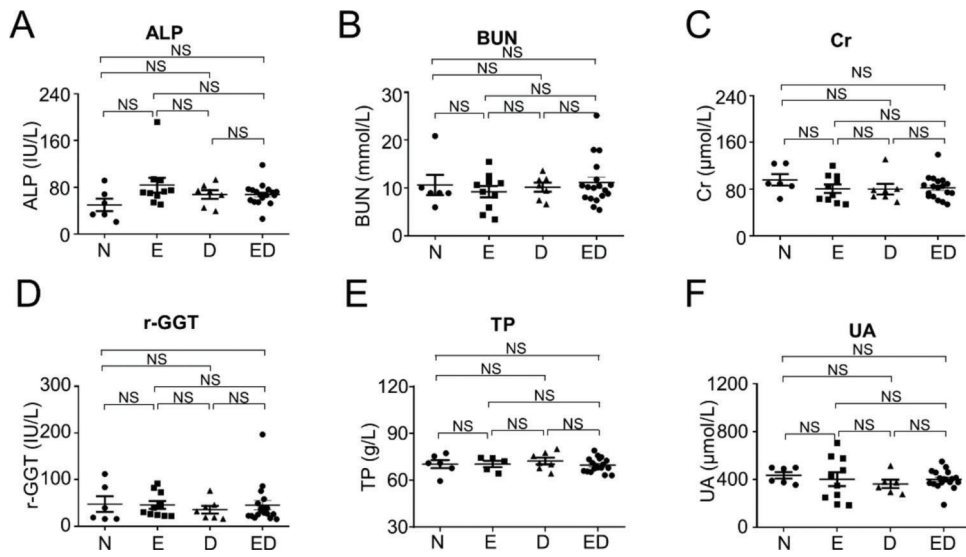 A
ALP
NS
NS
NS
NS NS
NS
ALP (IU/L)
240
160
80
0
N E D ED
B
BUN
NS
NS
NS
NS NS NS
BUN (mmol/L)
30
20
10
0
N E D ED
C
Cr
NS
NS
NS
NS NS NS
Cr (μmol/L)
240
160
80
0
N E D ED
D
r-GGT
NS
NS
NS NS NS
r-GGT (IU/L)
300
200
100
0
N E D ED
E
TP
NS
NS
NS
NS NS NS
TP (g/L)
120
90
60
30
N E D ED
F
UA
NS
NS
NS
NS NS NS
UA (μmol/L)
1200
800
400
0
N E D ED